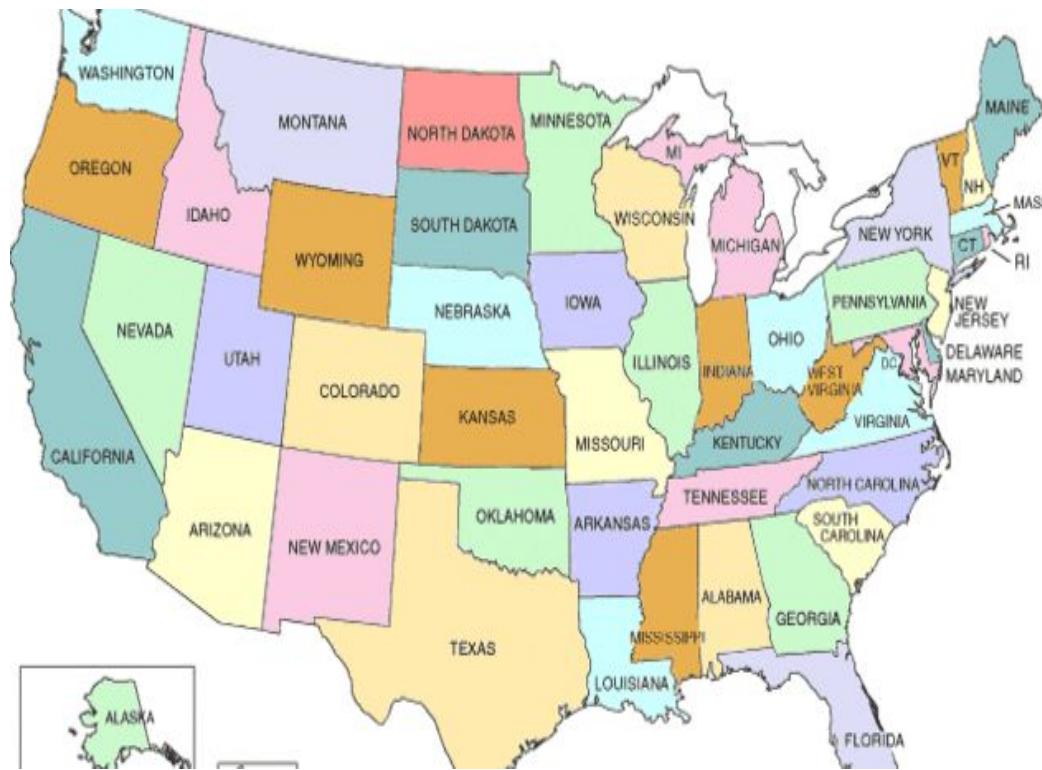 WASHINGTON
MONTANA
NORTH DAKOTA
MINNESOTA
MAINE
OREGON
IDAHO
MI
VT
NH
MAS
WISCONSIN
SOUTH DAKOTA
MICHIGAN
NEW YORK
CT
RI
WYOMING
NEBRASKA
IOWA
PENNSYLVANIA
NEW
JERSEY
NEVADA
UTAH
ILLINOIS
INDIANA
OHIO
DC
DELAWARE
MARYLAND
WEST
VIRGINIA
COLORADO
KANSAS
MISSOURI
KENTUCKY
VIRGINIA
CALIFORNIA
ARIZONA
NEW MEXICO
OKLAHOMA
ARKANSAS
TENNESSEE
NORTH CAROLINA
SOUTH
CAROLINA
TEXAS
LOUISIANA
MISSISSIPPI
ALABAMA
GEORGIA
FLORIDA
ALASKA